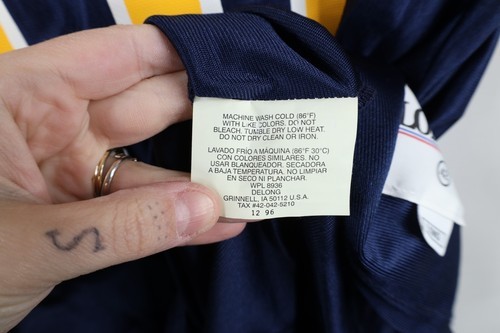 MACHINE WASH COLD (86°F)
WITH LIKE COLORS. DO NOT
BLEACH. TUMBLE DRY LOW HEAT.
DO NOT DRY CLEAN OR IRON.
LAVADO FRIO A MÁQUINA (86°F 30°C)
CON COLORES SIMILARES. NO
USAR BLANQUEADOR. SECADORA
A BAJA TEMPERATURA. NO LIMPIAR
EN SECO NI PLANCHAR.
WPL 8936
DELONG
GRINNELL, IA 50112 U.S.A.
TAX #42-042-5210
12 96